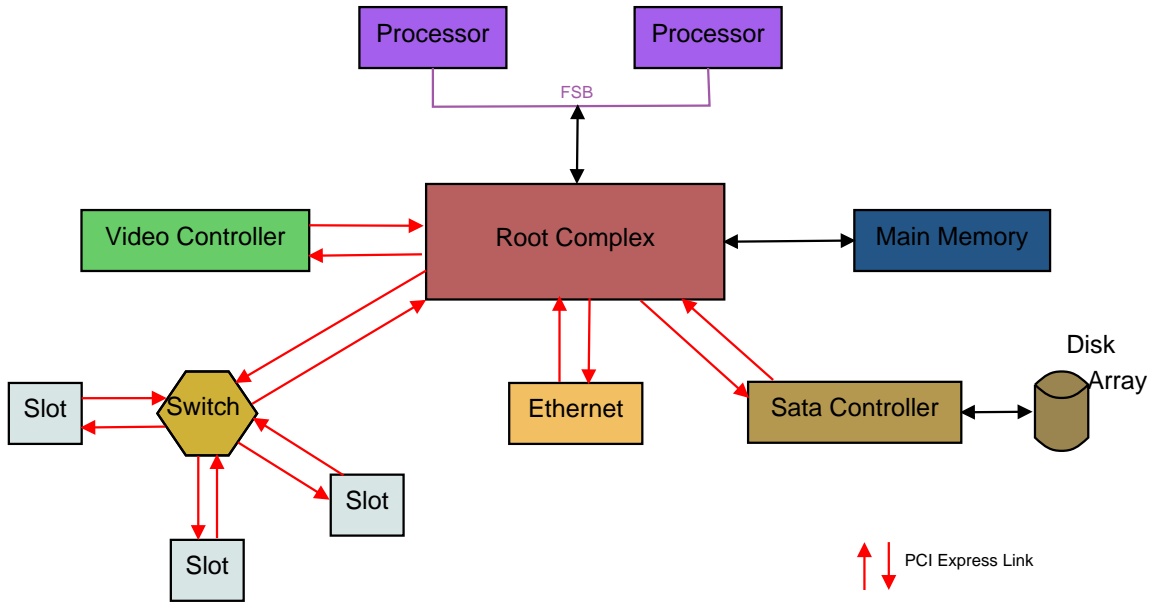 Processor
Processor
FSB
Video Controller
Root Complex
Main Memory
Disk
Array
Slot
Switch
Ethernet
Sata Controller
Slot
Slot
PCI Express Link